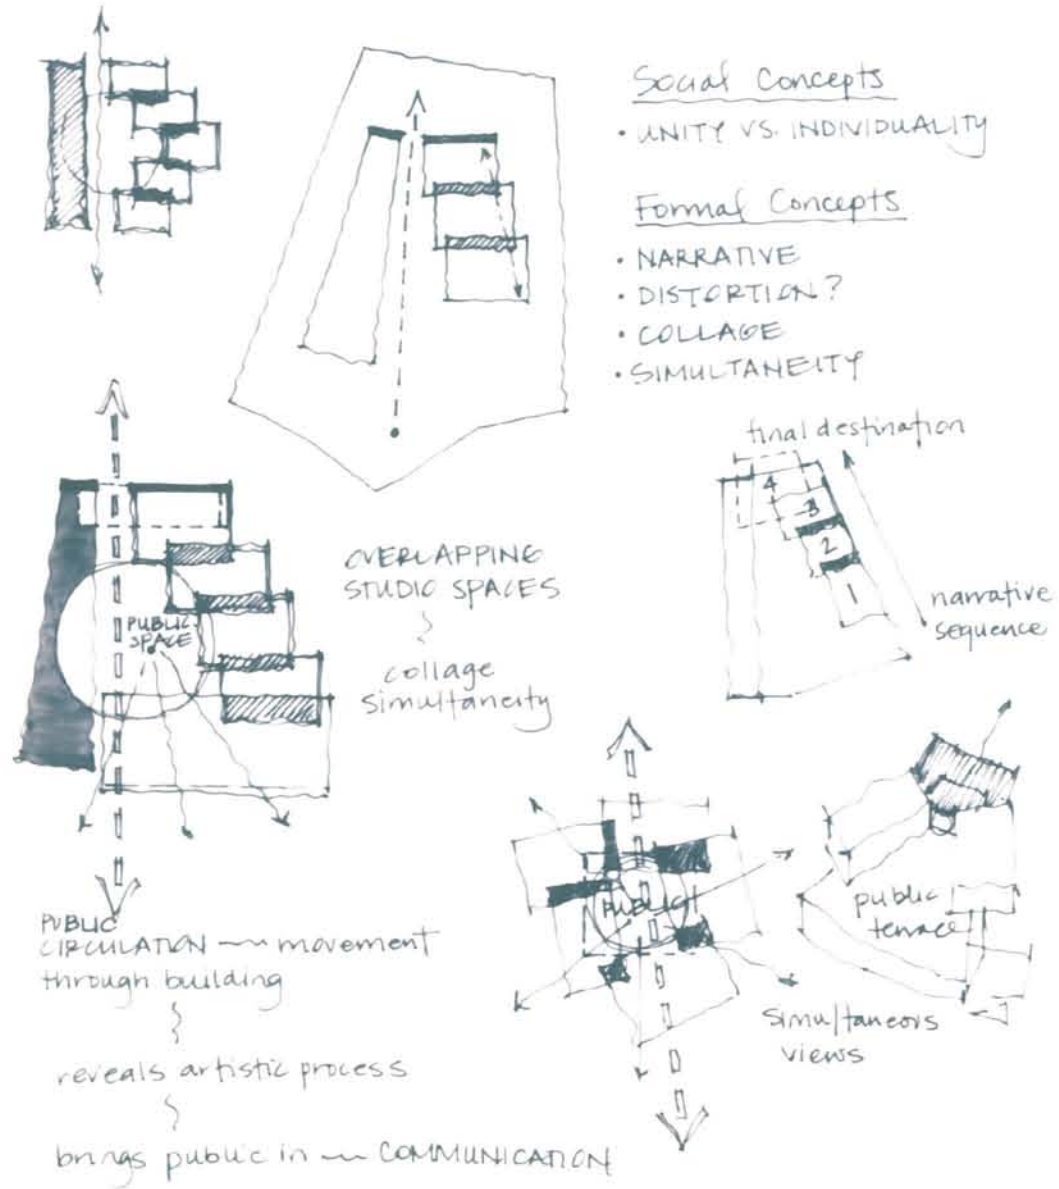 Social Concepts
• UNITY VS. INDIVIDUALITY
Formal Concepts
• NARRATIVE
• DISTORTION?
• COLLAGE
• SIMULTANEITY
final destination
4
3
2
1
narrative
sequence
OVERLAPPING
STUDIO SPACES
collage
simultaneity
PUBLIC
SPACE
PUBLIC
CIRCULATION — movement
through building
reveals artistic process
brings public in — COMMUNICATION
PUBLIC
public
terrace
simultaneous
views